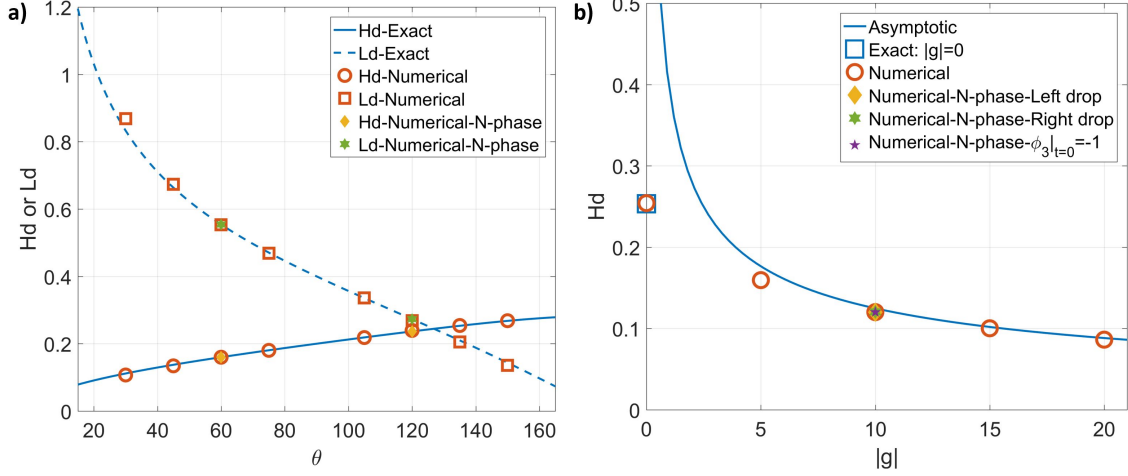 a)
1.2
1
0.8
0.6
0.4
0.2
0
Hd or Ld
20
40
60
80
100
120
140
160
θ
Hd-Exact
Ld-Exact
Hd-Numerical
Ld-Numerical
Hd-Numerical-N-phase
Ld-Numerical-N-phase
b)
0.5
0.4
0.3
0.2
0.1
0
Hd
0
5
10
15
20
|g|
Asymptotic
Exact: |g|=0
Numerical
Numerical-N-phase-Left drop
Numerical-N-phase-Right drop
Numerical-N-phase-ϕ₃|ₜ₌₀=-1